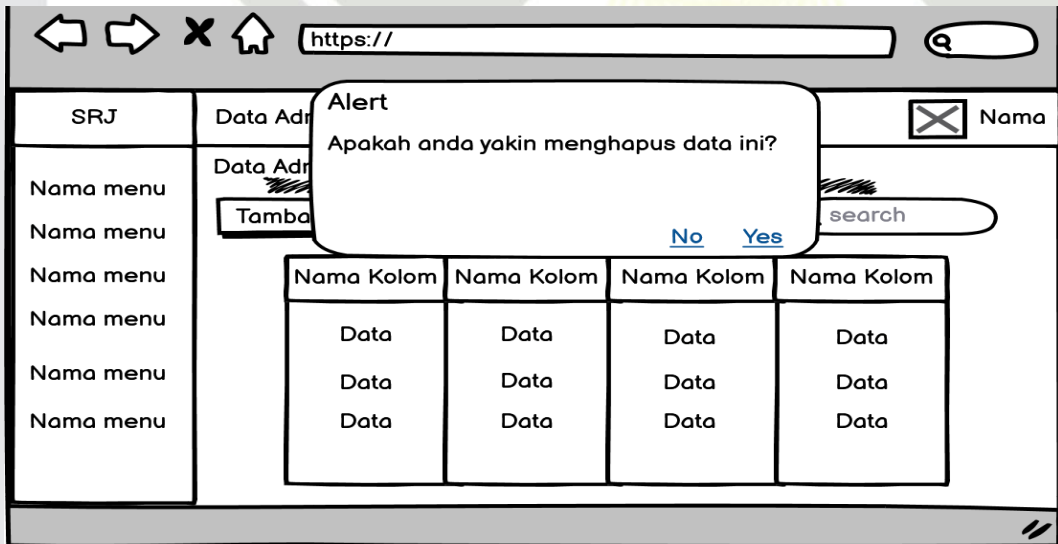 https://
SRJ
Data Adr
Nama
Alert
Apakah anda yakin menghapus data ini?
No Yes
Data Adr
Tamba
search
Nama menu
Nama menu
Nama menu
Nama menu
Nama menu
Nama menu
Nama Kolom Nama Kolom Nama Kolom Nama Kolom
Data Data Data Data
Data Data Data Data
Data Data Data Data